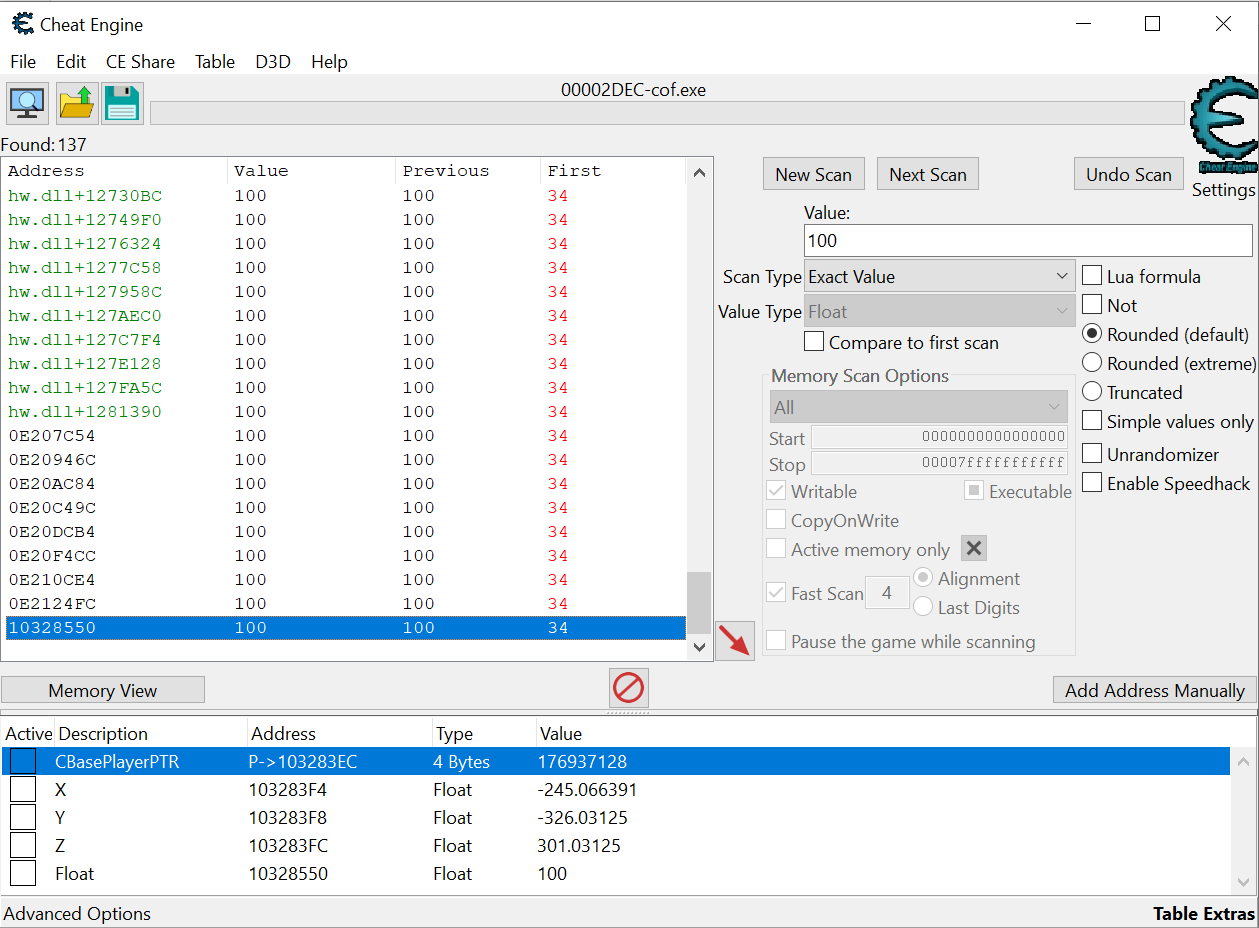 Cheat Engine
File Edit CE Share Table D3D Help
00002DEC-cof.exe
Found: 137
Cheat Engine
Settings
Address Value Previous First
hw.dll+12730BC 100 100 34
hw.dll+12749F0 100 100 34
hw.dll+1276324 100 100 34
hw.dll+1277C58 100 100 34
hw.dll+127958C 100 100 34
hw.dll+127AEC0 100 100 34
hw.dll+127C7F4 100 100 34
hw.dll+127E128 100 100 34
hw.dll+127FA5C 100 100 34
hw.dll+1281390 100 100 34
0E207C54 100 100 34
0E20946C 100 100 34
0E20AC84 100 100 34
0E20C49C 100 100 34
0E20DCB4 100 100 34
0E20F4CC 100 100 34
0E210CE4 100 100 34
0E2124FC 100 100 34
10328550 100 100 34
New Scan Next Scan Undo Scan
Value:
100
Scan Type Exact Value
Value Type Float
Compare to first scan
Lua formula
Not
Rounded (default)
Rounded (extreme)
Truncated
Simple values only
Unrandomizer
Enable Speedhack
Memory Scan Options
All
Start 0000000000000000
Stop 00007fffffffffff
Writable Executable
CopyOnWrite
Active memory only
Fast Scan 4 Alignment
Last Digits
Pause the game while scanning
Memory View Add Address Manually
Active Description Address Type Value
CBasePlayerPTR P->103283EC 4 Bytes 176937128
X 103283F4 Float -245.066391
Y 103283F8 Float -326.03125
Z 103283FC Float 301.03125
Float 10328550 Float 100
Advanced Options Table Extras